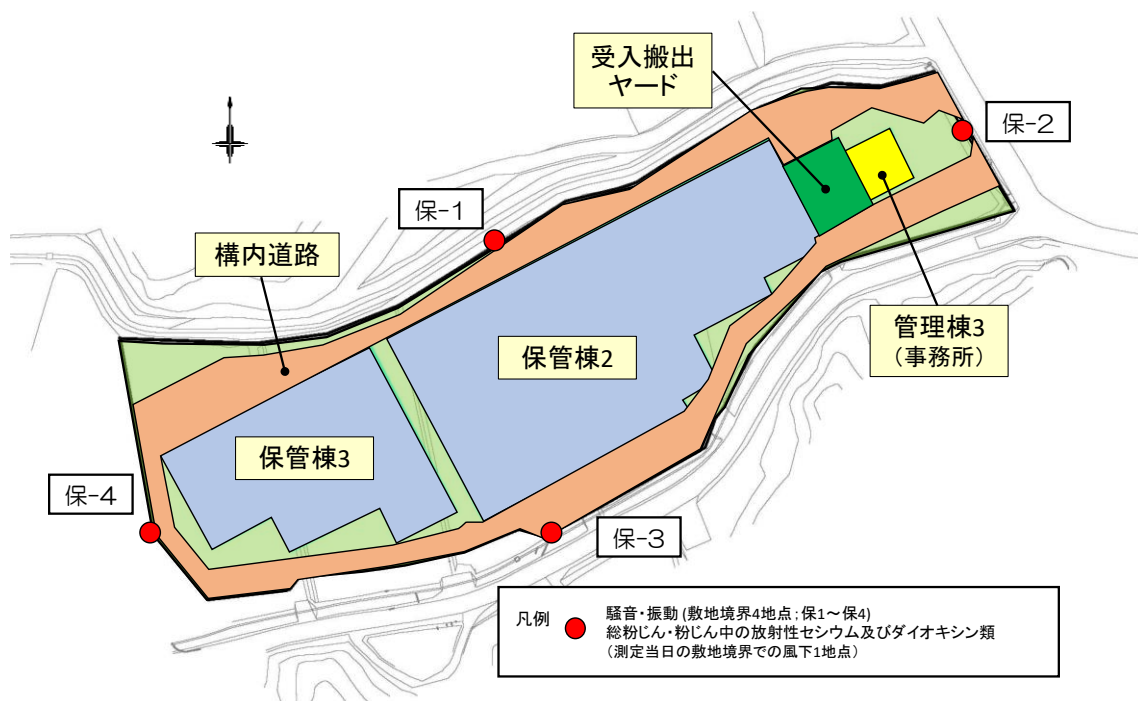 受入搬出
ヤード
保-2
保-1
構内道路
管理棟3
(事務所)
保管棟2
保管棟3
保-4
保-3
凡例
騒音・振動 (敷地境界4地点;保1～保4)
総粉じん・粉じん中の放射性セシウム及びダイオキシン類
(測定当日の敷地境界での風下1地点)